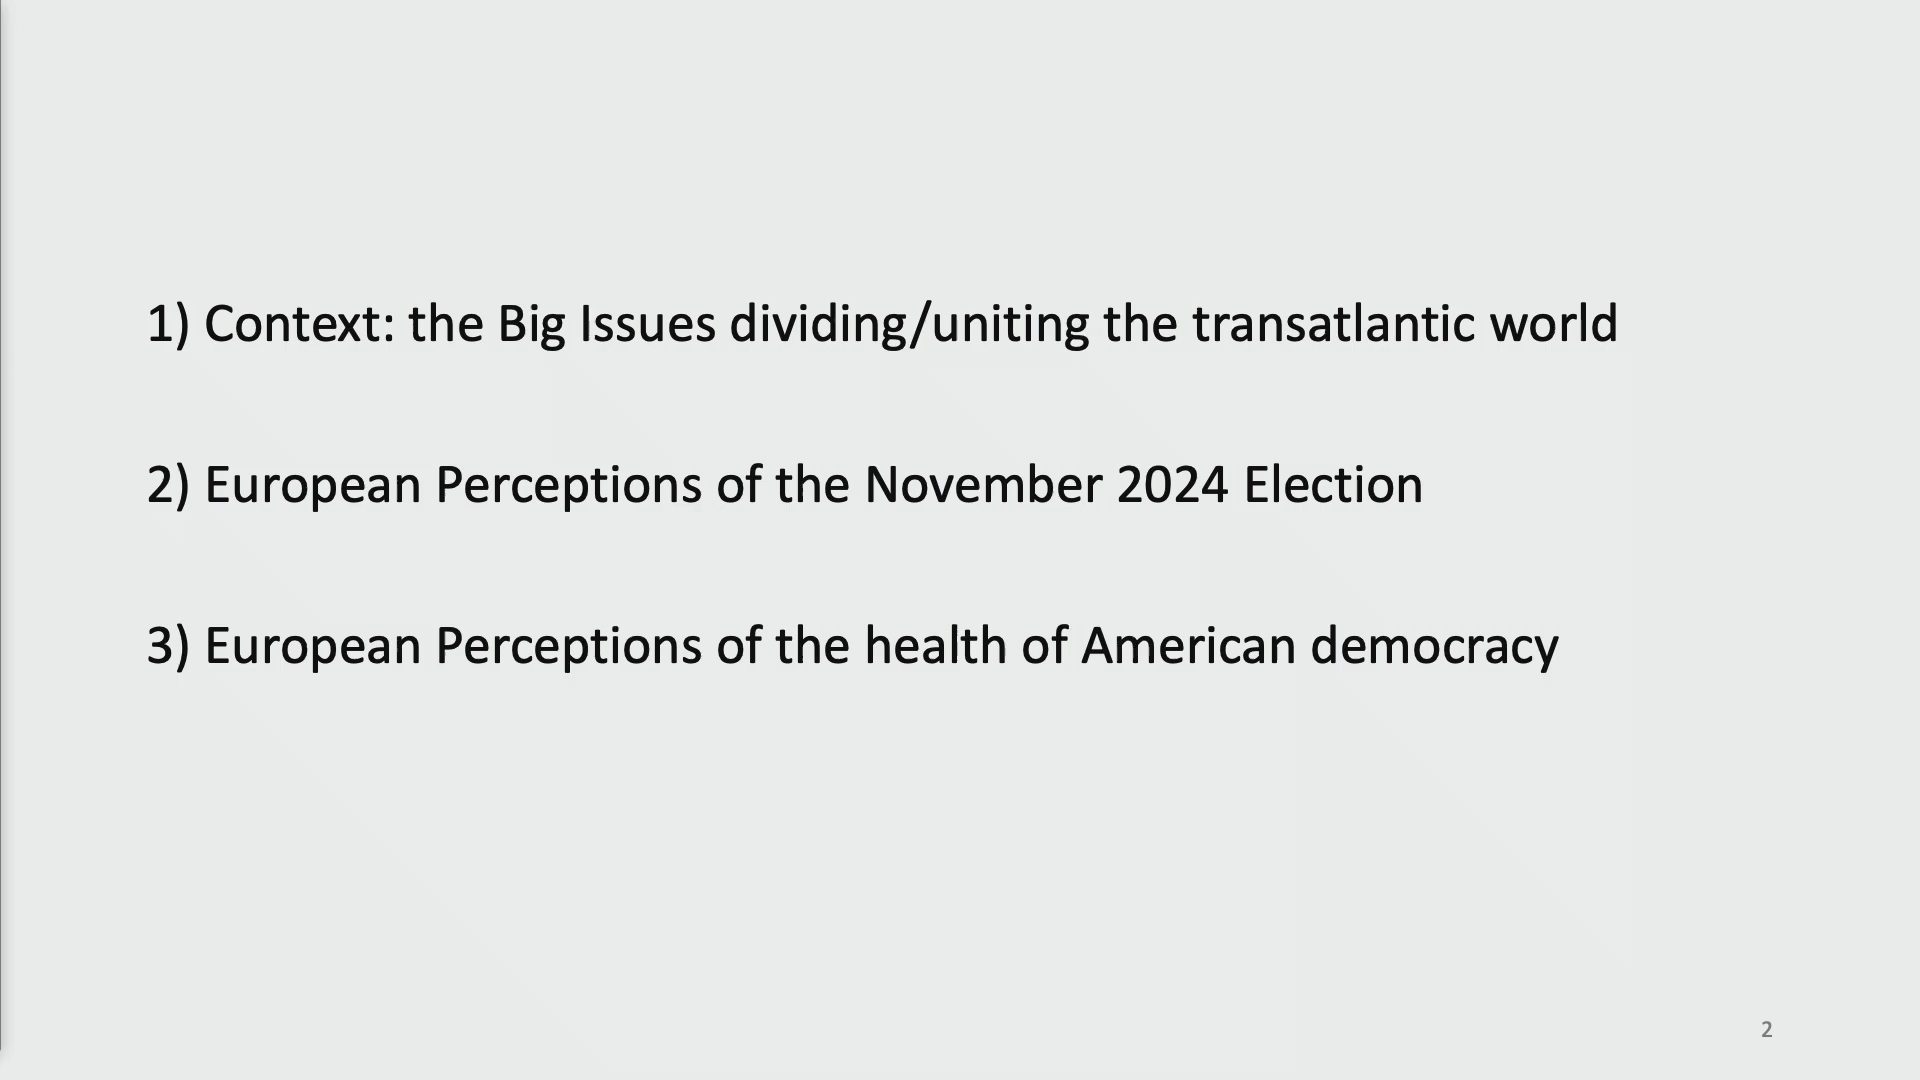 1) Context: the Big Issues dividing/uniting the transatlantic world
2) European Perceptions of the November 2024 Election
3) European Perceptions of the health of American democracy
2